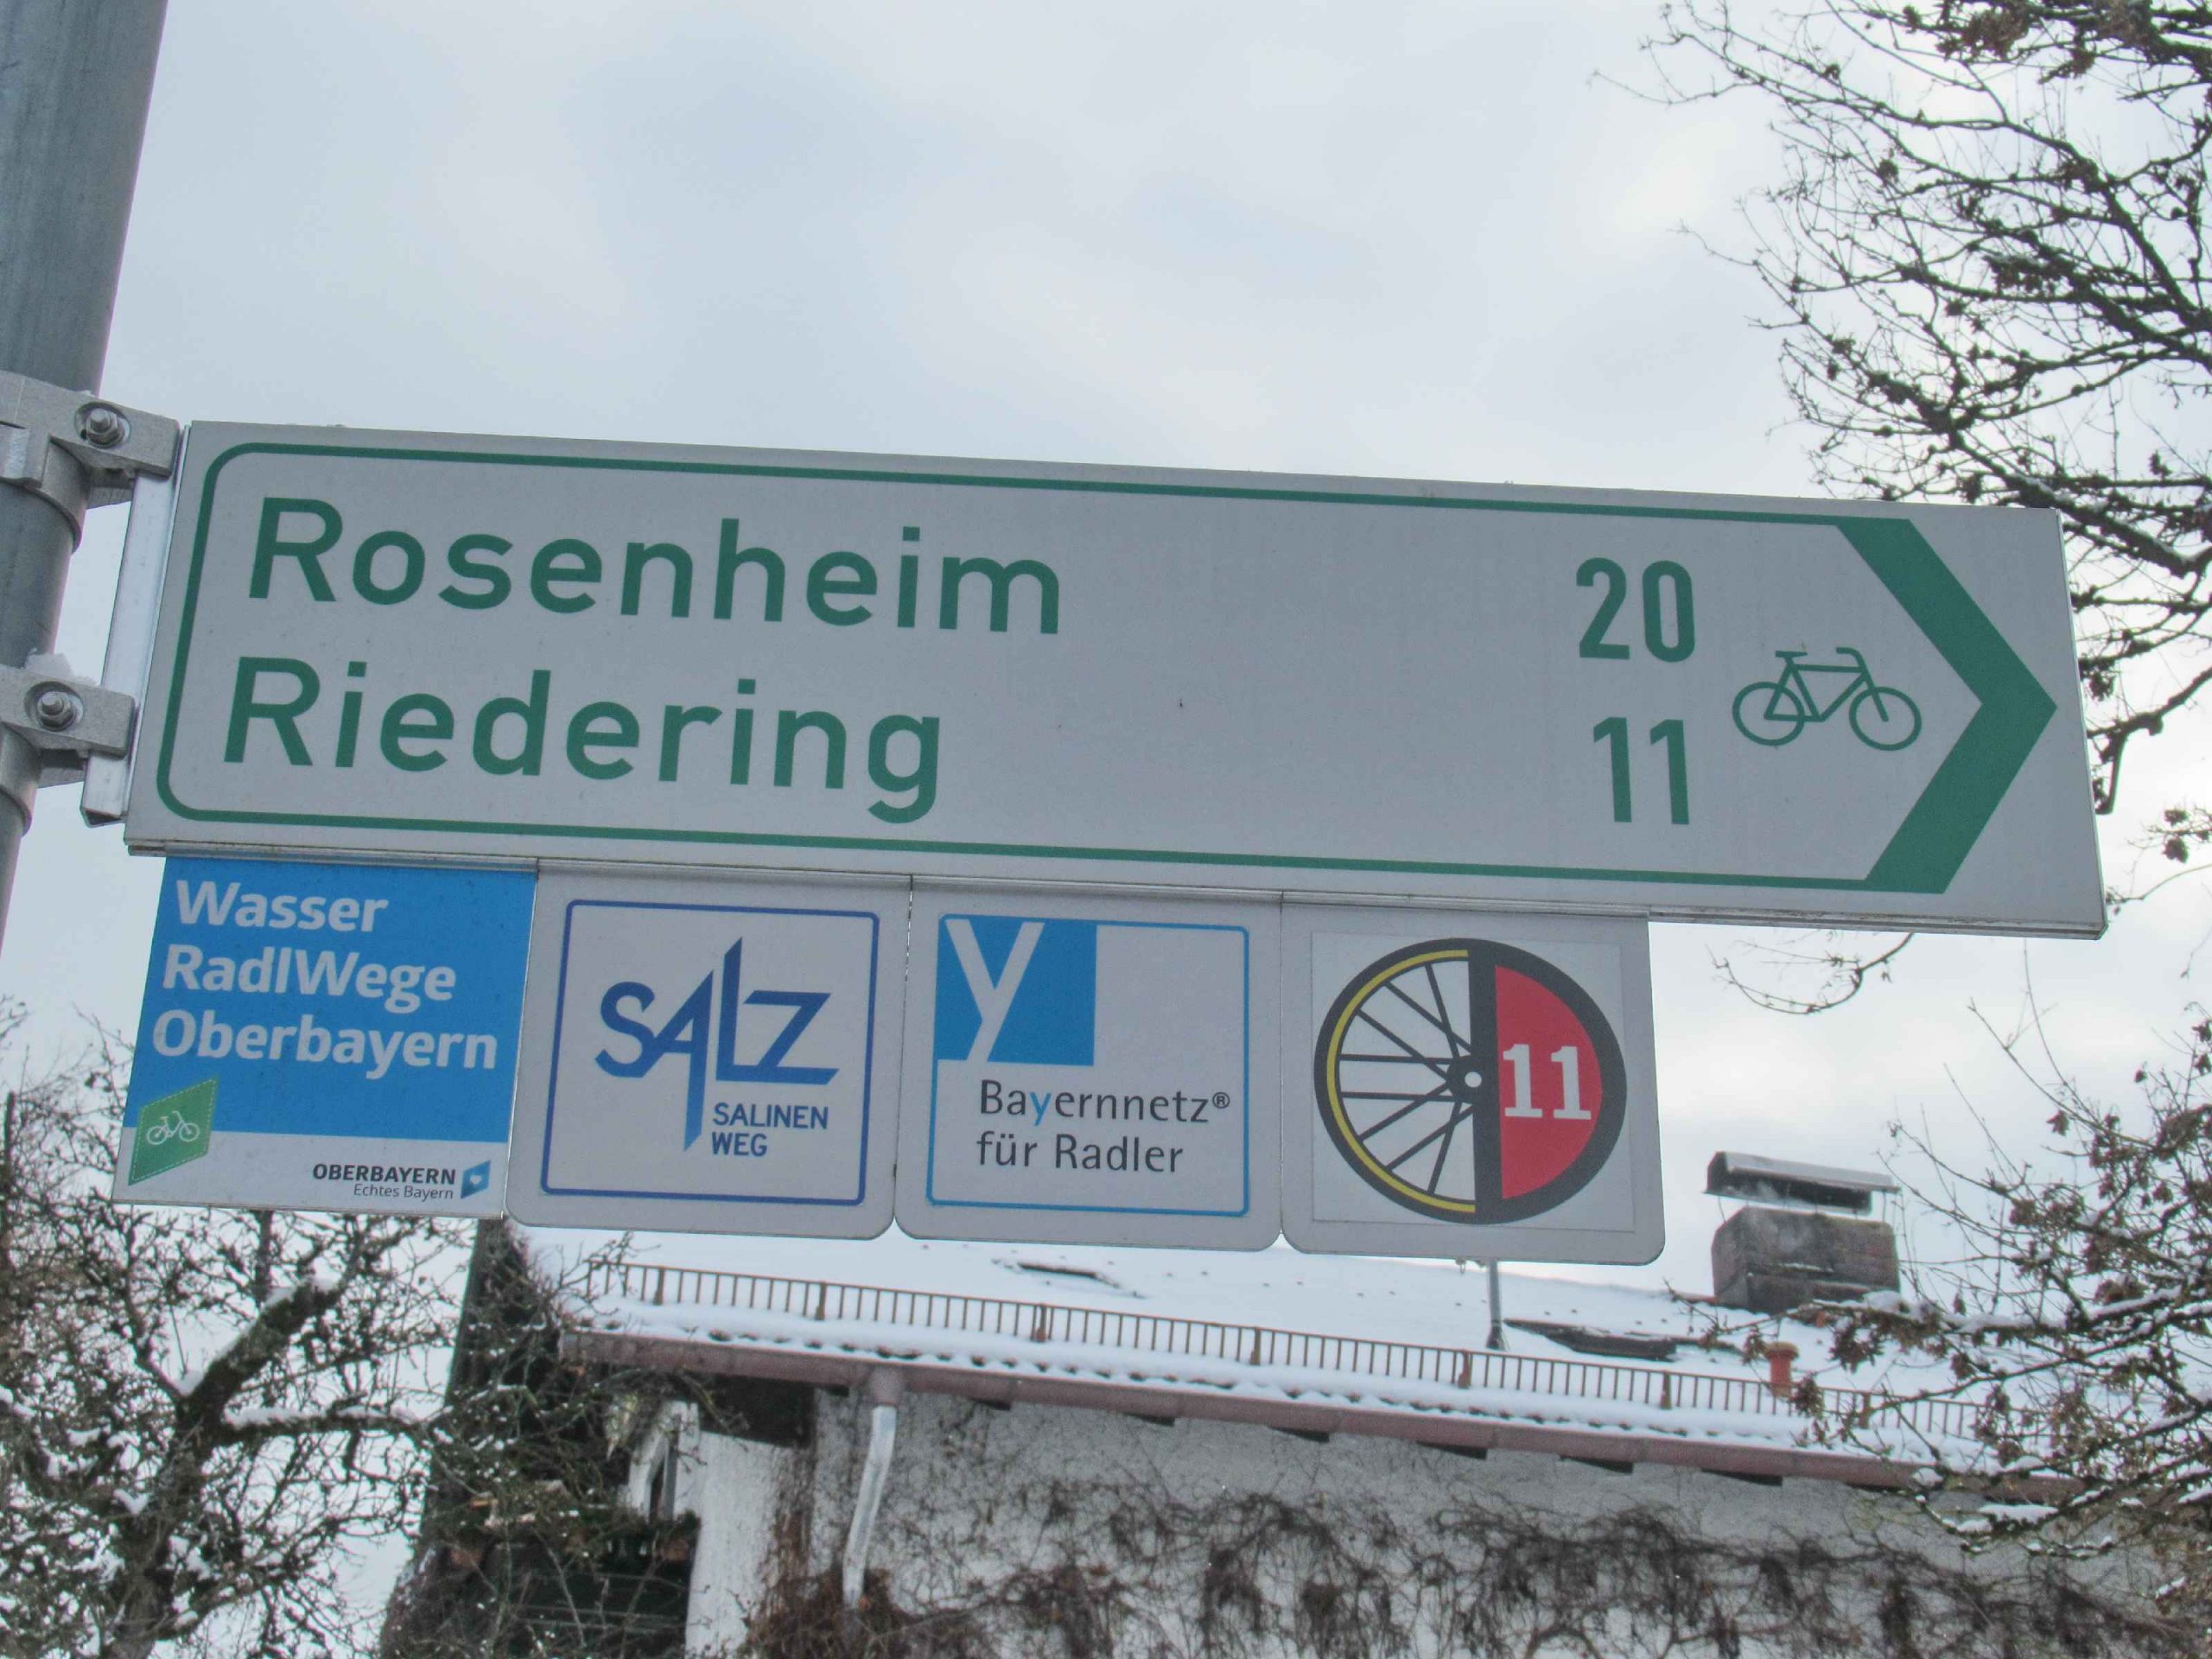 Rosenheim 20
Riedering 11
Wasser
RadlWege
Oberbayern
OBERBAYERN
Echtes Bayern
SALZ
SALINEN
WEG
y
Bayernnetz®
für Radler
11